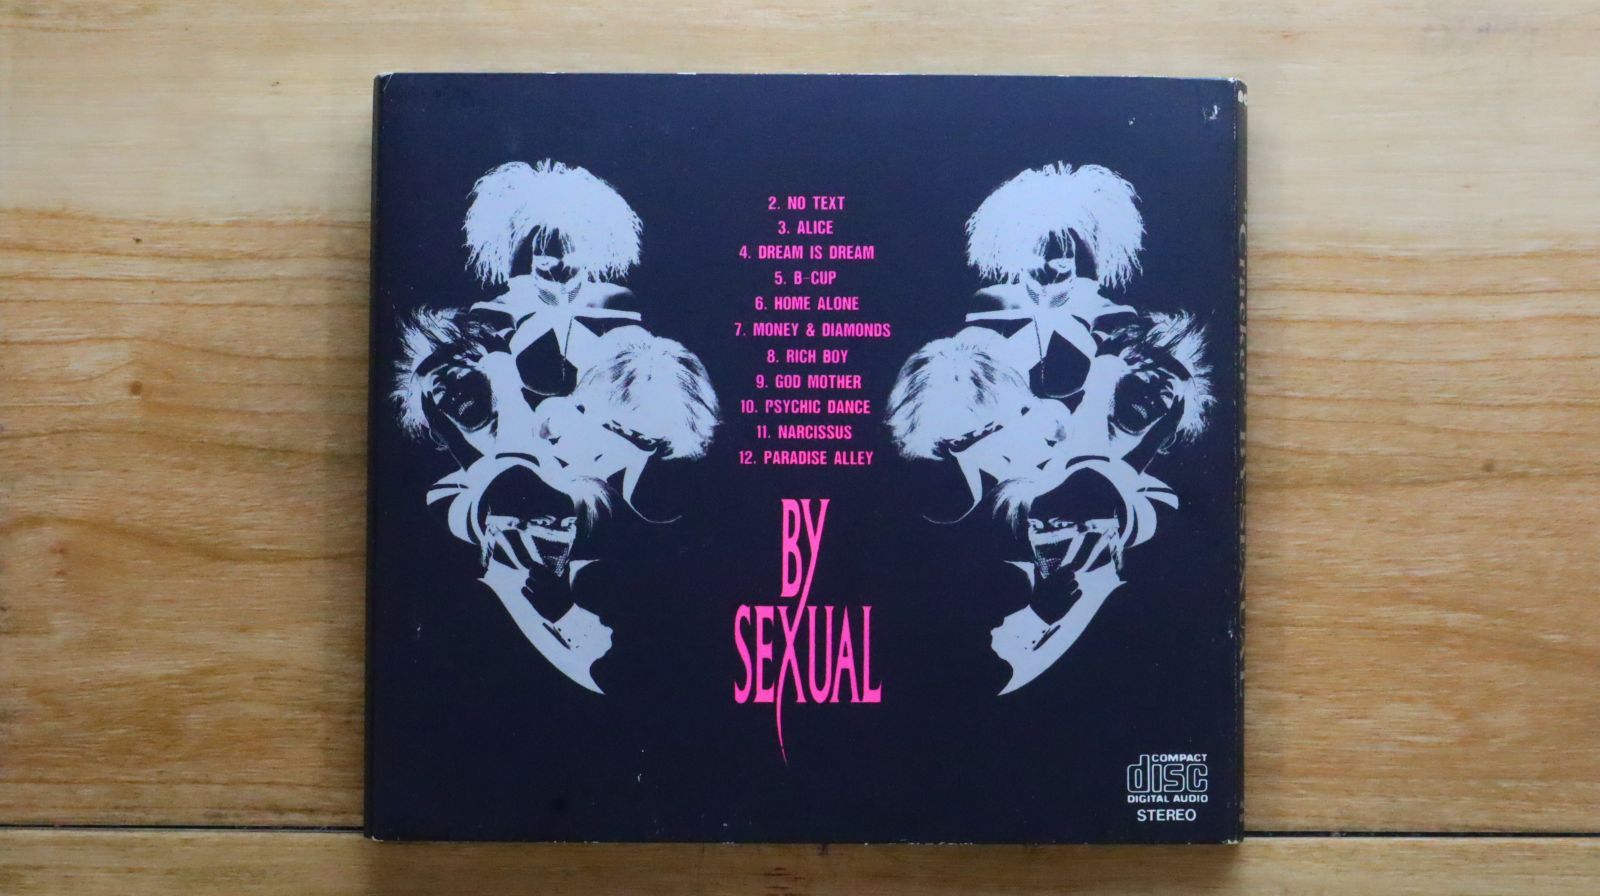 2. NO TEXT
3. ALICE
4. DREAM IS DREAM
5. B-CUP
6. HOME ALONE
7. MONEY & DIAMONDS
8. RICH BOY
9. GOD MOTHER
10. PSYCHIC DANCE
11. NARCISSUS
12. PARADISE ALLEY
BY
SEXUAL
COMPACT
disc
DIGITAL AUDIO
STEREO